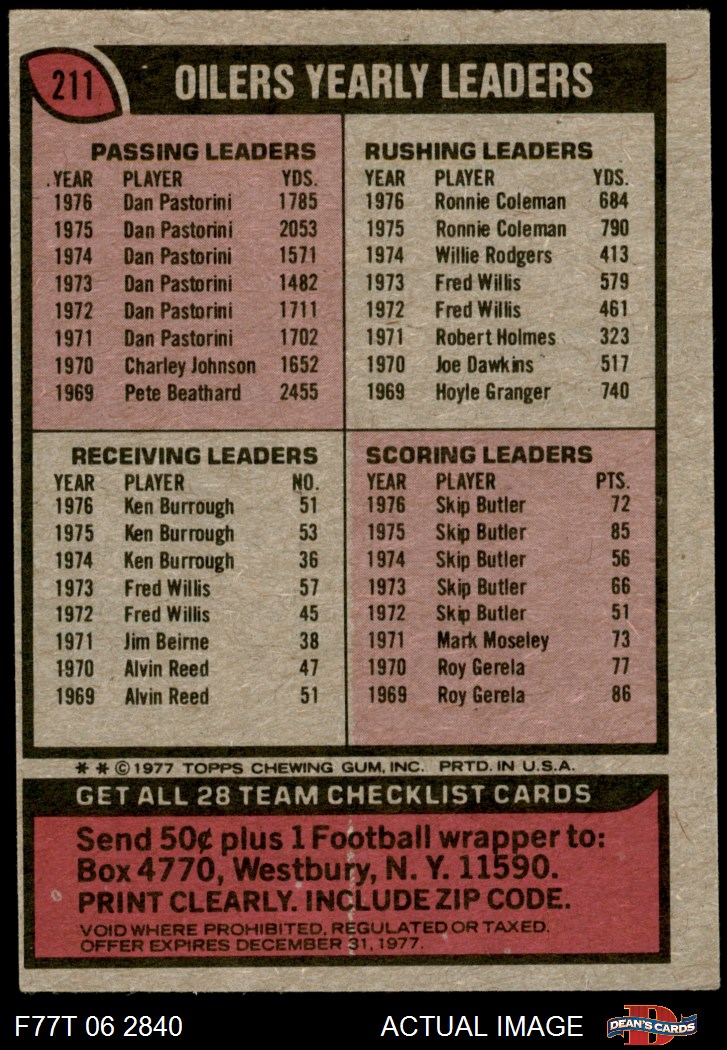 211
OILERS YEARLY LEADERS
PASSING LEADERS
YEAR PLAYER YDS.
1976 Dan Pastorini 1785
1975 Dan Pastorini 2053
1974 Dan Pastorini 1571
1973 Dan Pastorini 1482
1972 Dan Pastorini 1711
1971 Dan Pastorini 1702
1970 Charley Johnson 1652
1969 Pete Beathard 2455
RUSHING LEADERS
YEAR PLAYER YDS.
1976 Ronnie Coleman 684
1975 Ronnie Coleman 790
1974 Willie Rodgers 413
1973 Fred Willis 579
1972 Fred Willis 461
1971 Robert Holmes 323
1970 Joe Dawkins 517
1969 Hoyle Granger 740
RECEIVING LEADERS
YEAR PLAYER NO.
1976 Ken Burrough 51
1975 Ken Burrough 53
1974 Ken Burrough 36
1973 Fred Willis 57
1972 Fred Willis 45
1971 Jim Beirne 38
1970 Alvin Reed 47
1969 Alvin Reed 51
SCORING LEADERS
YEAR PLAYER PTS.
1976 Skip Butler 72
1975 Skip Butler 85
1974 Skip Butler 56
1973 Skip Butler 66
1972 Skip Butler 51
1971 Mark Moseley 73
1970 Roy Gerela 77
1969 Roy Gerela 86
* * © 1977 TOPPS CHEWING GUM, INC. PRTD. IN U.S.A.
GET ALL 28 TEAM CHECKLIST CARDS
Send 50¢ plus 1 Football wrapper to:
Box 4770, Westbury, N. Y. 11590.
PRINT CLEARLY. INCLUDE ZIP CODE.
VOID WHERE PROHIBITED, REGULATED OR TAXED.
OFFER EXPIRES DECEMBER 31, 1977.
F77T 06 2840
ACTUAL IMAGE
D
DEAN'S CARDS